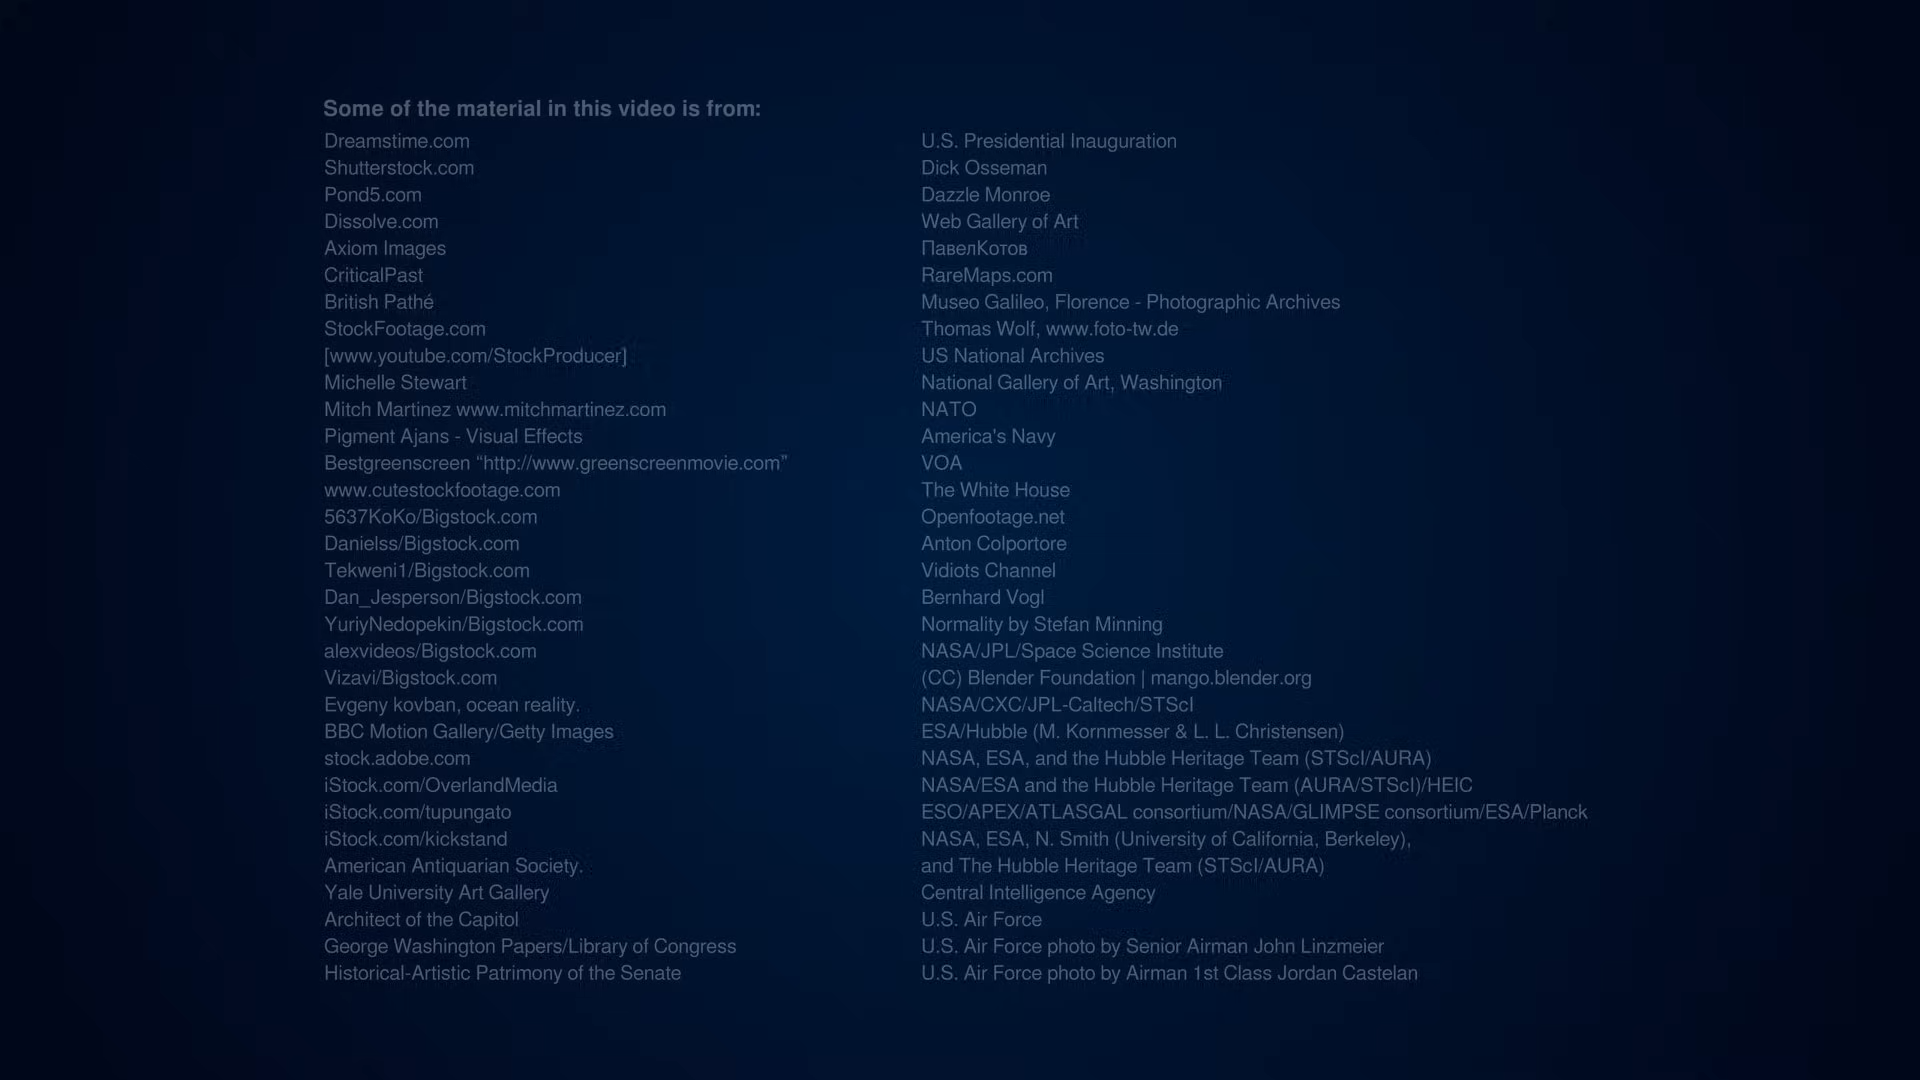 Some of the material in this video is from:
Dreamstime.com
Shutterstock.com
Pond5.com
Dissolve.com
Axiom Images
CriticalPast
British Pathé
StockFootage.com
[www.youtube.com/StockProducer]
Michelle Stewart
Mitch Martinez www.mitchmartinez.com
Pigment Ajans - Visual Effects
Bestgreenscreen “http://www.greenscreenmovie.com”
www.cutestockfootage.com
5637KoKo/Bigstock.com
Danielss/Bigstock.com
Tekweni1/Bigstock.com
Dan_Jesperson/Bigstock.com
YuriyNedopekin/Bigstock.com
alexvideos/Bigstock.com
Vizavi/Bigstock.com
Evgeny kovban, ocean reality.
BBC Motion Gallery/Getty Images
stock.adobe.com
iStock.com/OverlandMedia
iStock.com/tupungato
iStock.com/kickstand
American Antiquarian Society.
Yale University Art Gallery
Architect of the Capitol
George Washington Papers/Library of Congress
Historical-Artistic Patrimony of the Senate
U.S. Presidential Inauguration
Dick Osseman
Dazzle Monroe
Web Gallery of Art
ПавелКотов
RareMaps.com
Museo Galileo, Florence - Photographic Archives
Thomas Wolf, www.foto-tw.de
US National Archives
National Gallery of Art, Washington
NATO
America's Navy
VOA
The White House
Openfootage.net
Anton Colportore
Vidiots Channel
Bernhard Vogl
Normality by Stefan Minning
NASA/JPL/Space Science Institute
(CC) Blender Foundation | mango.blender.org
NASA/CXC/JPL-Caltech/STScI
ESA/Hubble (M. Kornmesser & L. L. Christensen)
NASA, ESA, and the Hubble Heritage Team (STScI/AURA)
NASA/ESA and the Hubble Heritage Team (AURA/STScI)/HEIC
ESO/APEX/ATLASGAL consortium/NASA/GLIMPSE consortium/ESA/Planck
NASA, ESA, N. Smith (University of California, Berkeley),
and The Hubble Heritage Team (STScI/AURA)
Central Intelligence Agency
U.S. Air Force
U.S. Air Force photo by Senior Airman John Linzmeier
U.S. Air Force photo by Airman 1st Class Jordan Castelan